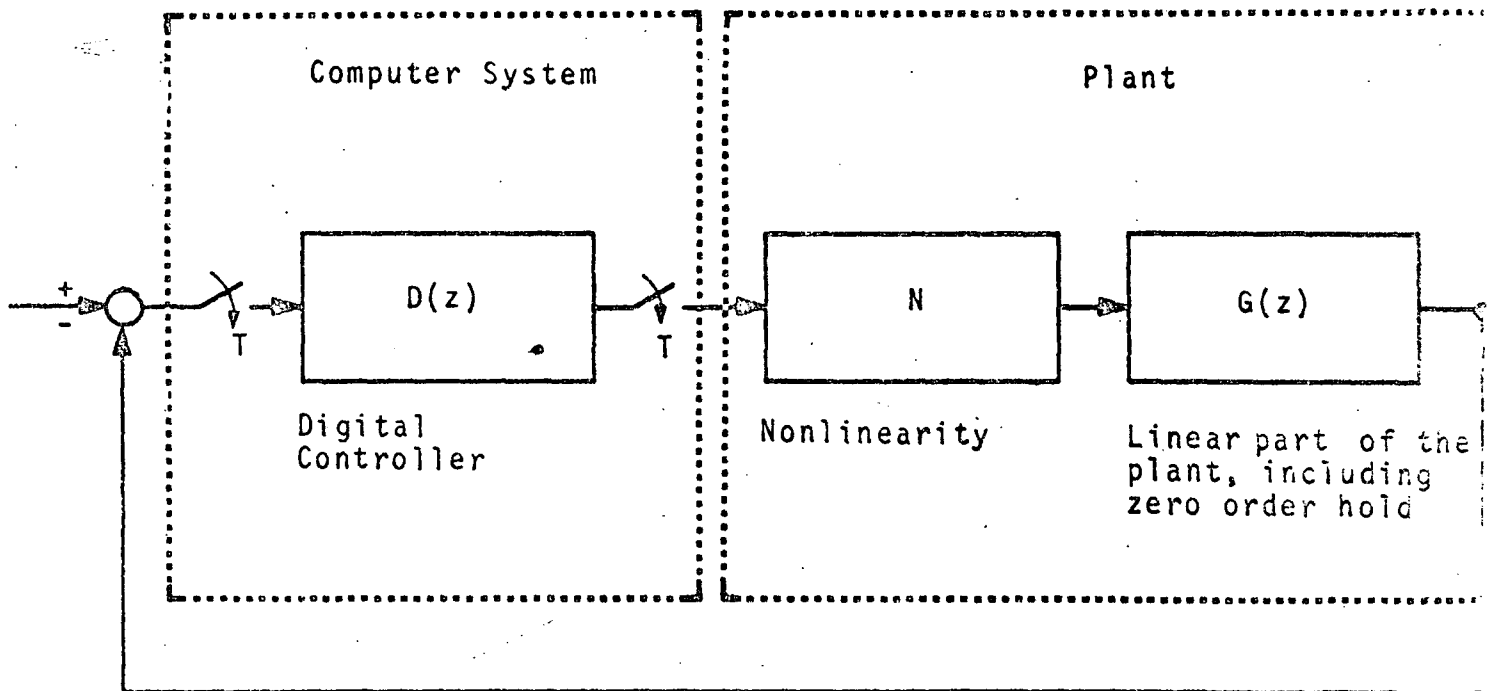 Computer System
Plant
+
-
T
D(z)
T
N
G(z)
Digital
Controller
Nonlinearity
Linear part of the
plant, including
zero order hold